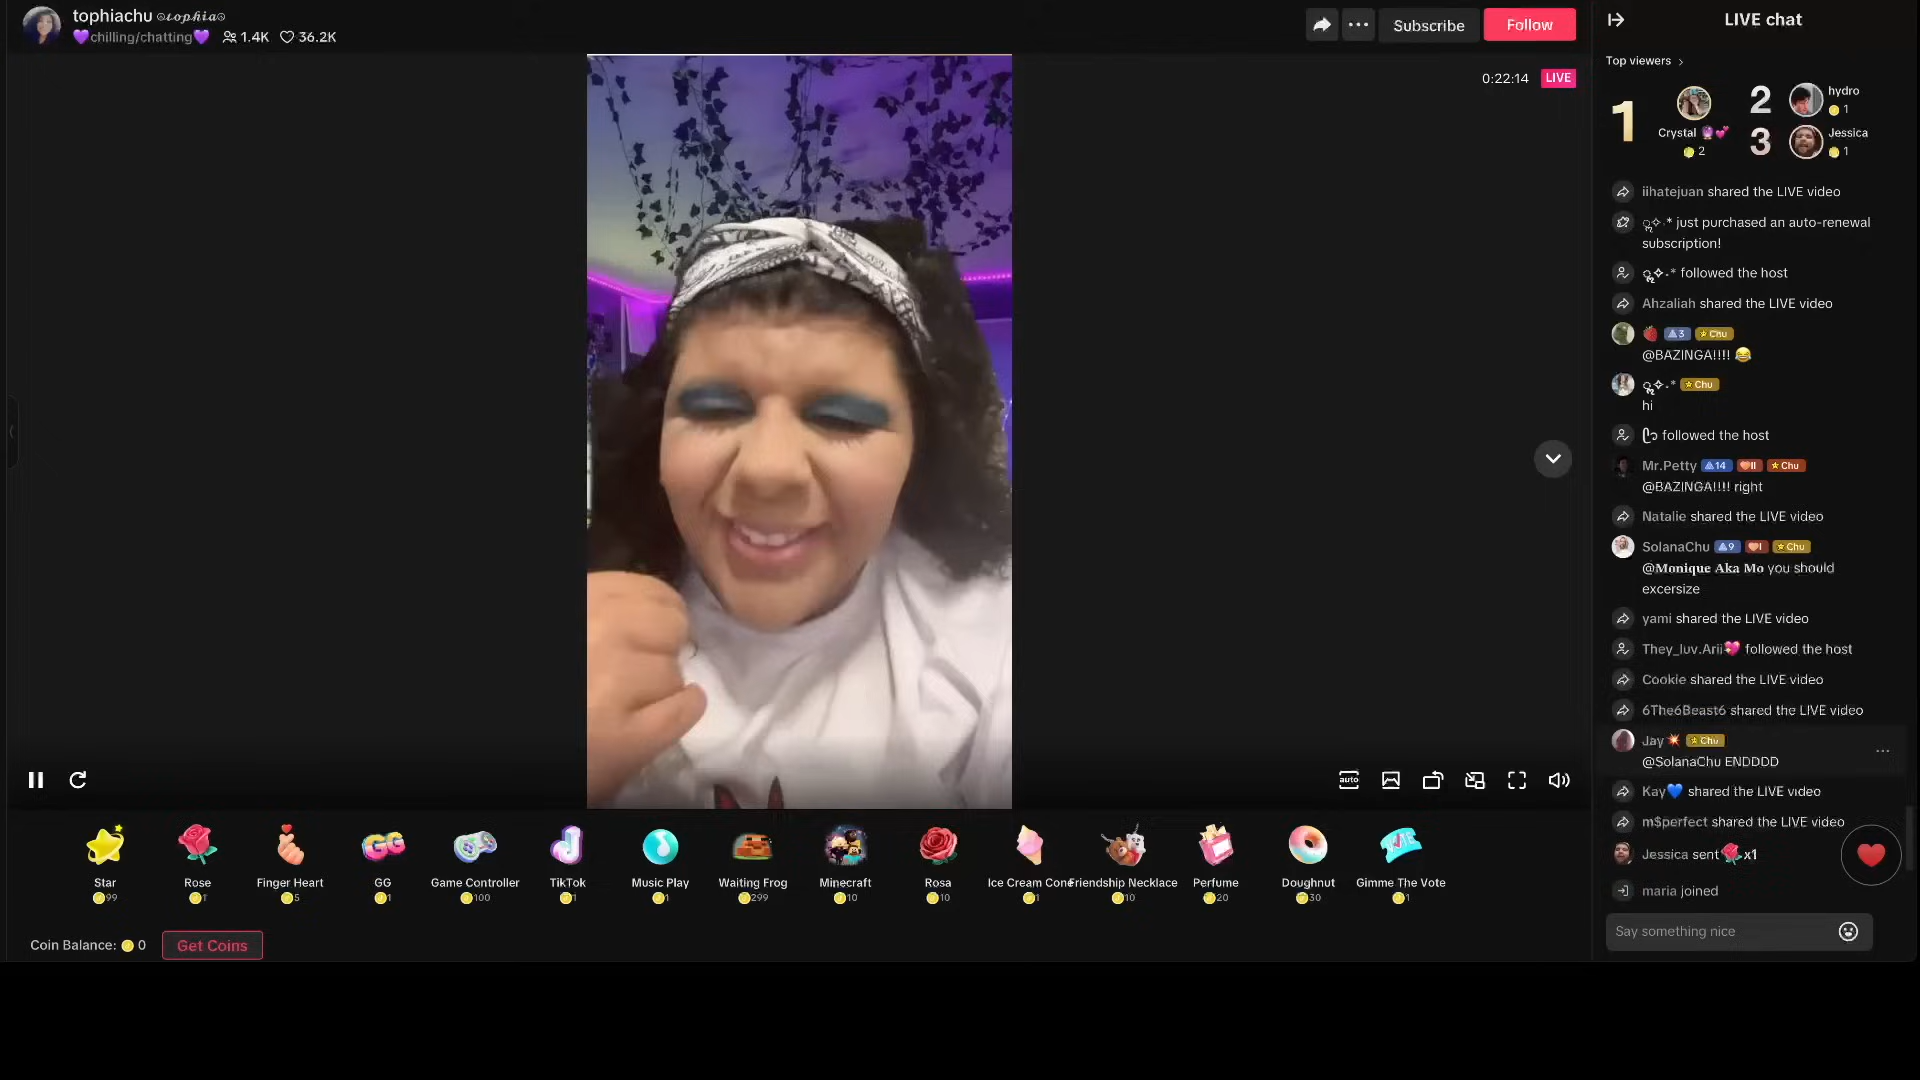 tophiachu ☺𝓽𝓸𝓹𝓱𝓲𝓪☺
💜chilling/chatting💜 1.4K 36.2K
Subscribe
Follow
0:22:14 LIVE
Star
99
Rose
1
Finger Heart
5
GG
1
Game Controller
100
TikTok
1
Music Play
1
Waiting Frog
299
Minecraft
10
Rosa
10
Ice Cream Cone
1
Friendship Necklace
10
Perfume
20
Doughnut
30
Gimme The Vote
1
auto
Coin Balance: 0
Get Coins
LIVE chat
Top viewers
1
Crystal 🔮💕
2
2
hydro
1
3
Jessica
1
iihatejuan shared the LIVE video
just purchased an auto-renewal
subscription!
followed the host
Ahzaliah shared the LIVE video
🍓 3 Chu
@BAZINGA!!!! 😂
Chu
hi
followed the host
Mr.Petty 14 II Chu
@BAZINGA!!!! right
Natalie shared the LIVE video
SolanaChu 9 I Chu
@𝐌𝐨𝐧𝐢𝐪𝐮𝐞 𝐀𝐤𝐚 𝐌𝐨 you should
excersize
yami shared the LIVE video
They_luv.Arii💖 followed the host
Cookie shared the LIVE video
6The6Beast6 shared the LIVE video
Jay💥 Chu
@SolanaChu ENDDDD
Kay💙 shared the LIVE video
m$perfect shared the LIVE video
Jessica sent🌹x1
maria joined
Say something nice